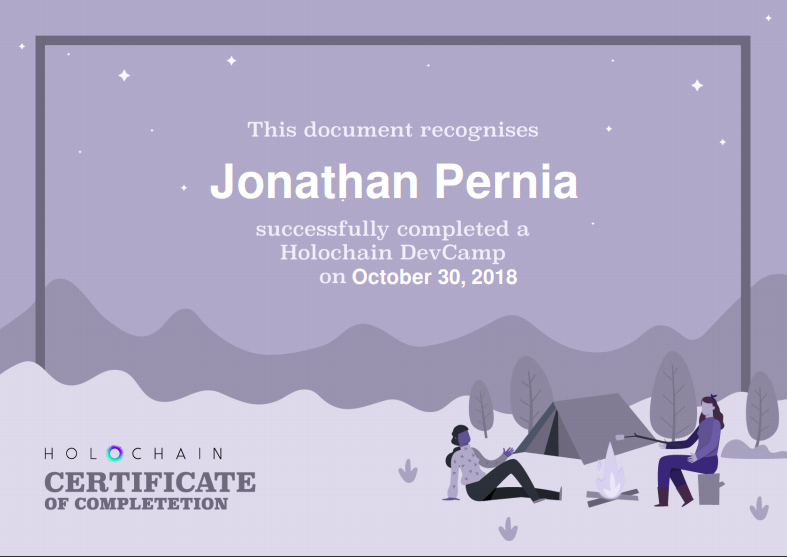 This document recognises
Jonathan Pernia
successfully completed a
Holochain DevCamp
on October 30, 2018
HOLOCHAIN
CERTIFICATE
OF COMPLETETION